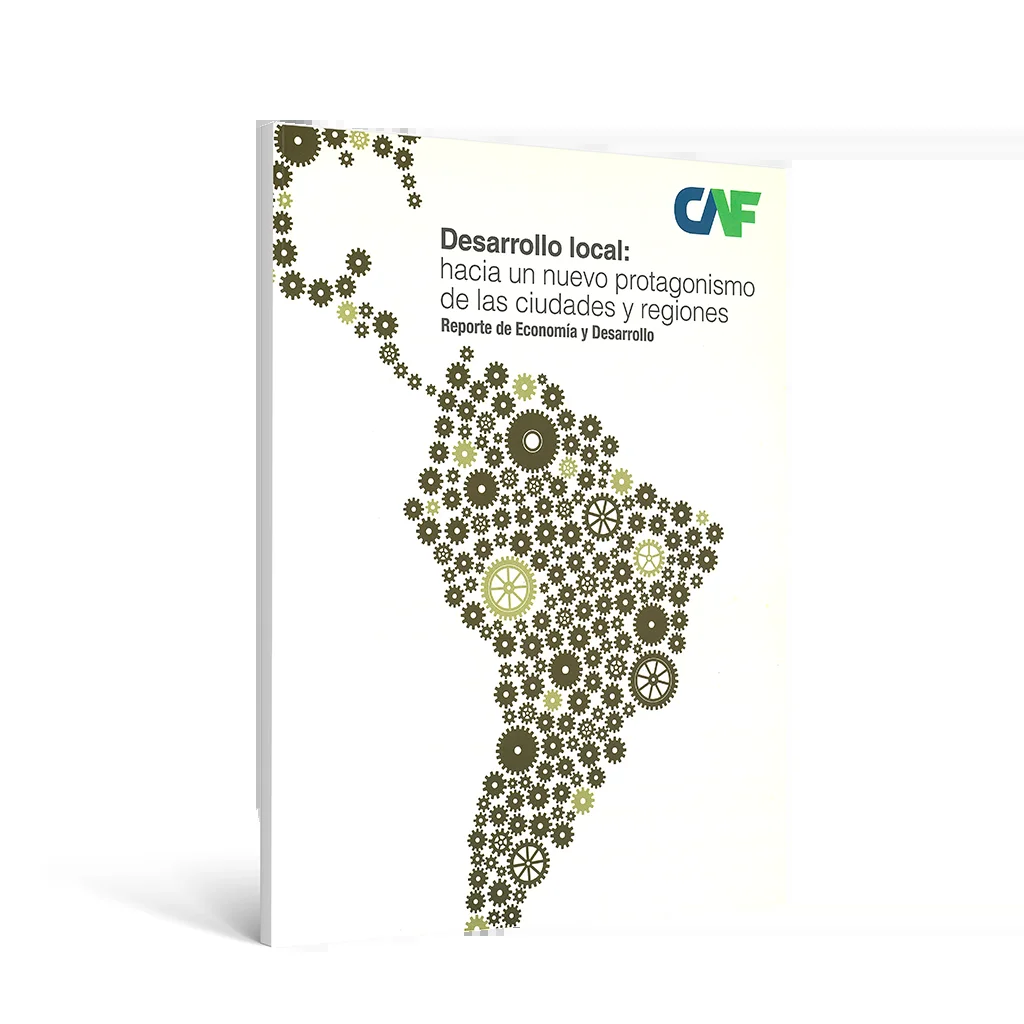 CAF
Desarrollo local:
hacia un nuevo protagonismo
de las ciudades y regiones
Reporte de Economía y Desarrollo